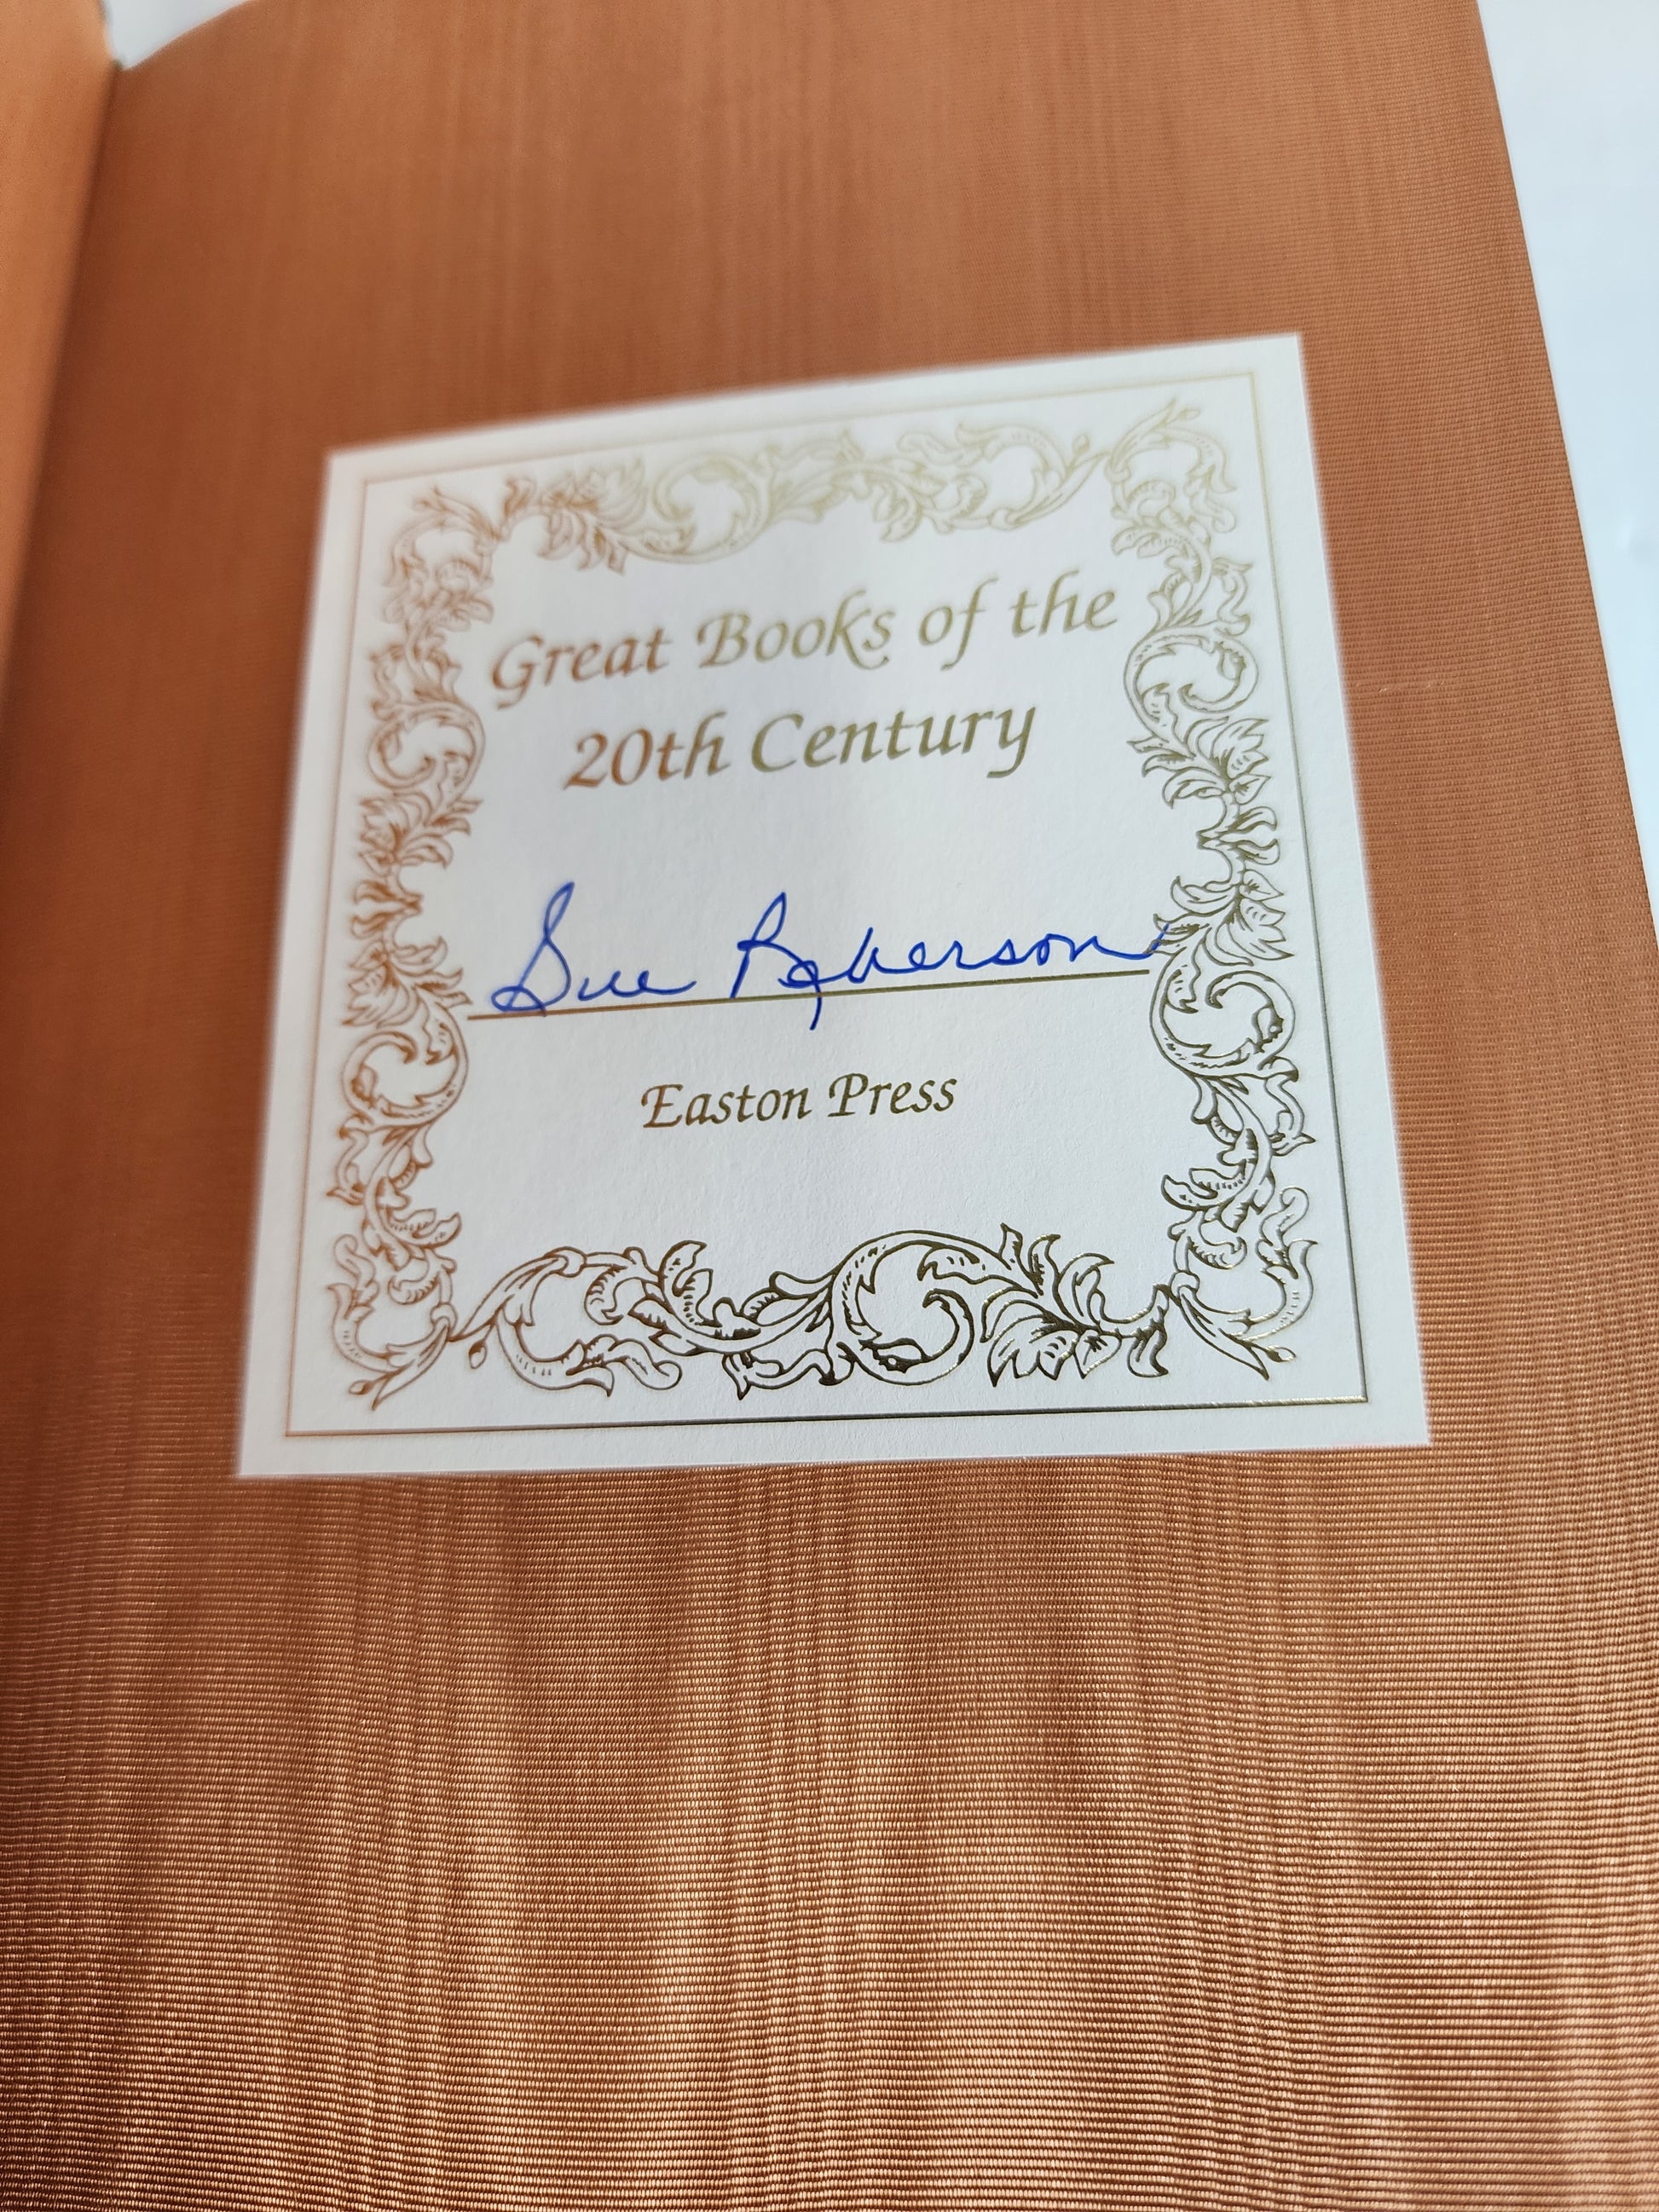 Great Books of the
20th Century
Sue Roberson
Easton Press